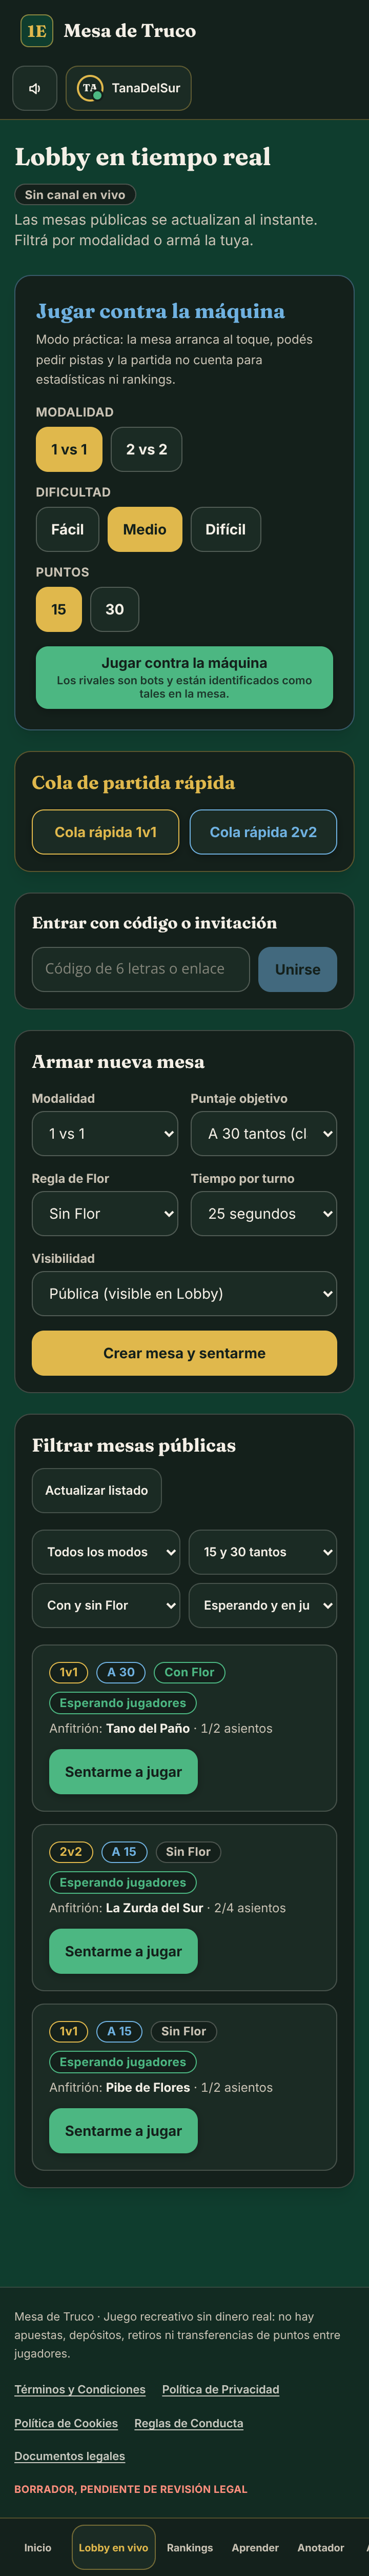 1E Mesa de Truco
TA TanaDelSur
Lobby en tiempo real
Sin canal en vivo
Las mesas públicas se actualizan al instante.
Filtrá por modalidad o armá la tuya.
Jugar contra la máquina
Modo práctica: la mesa arranca al toque, podés
pedir pistas y la partida no cuenta para
estadísticas ni rankings.
MODALIDAD
1 vs 1 2 vs 2
DIFICULTAD
Fácil Medio Difícil
PUNTOS
15 30
Jugar contra la máquina
Los rivales son bots y están identificados como
tales en la mesa.
Cola de partida rápida
Cola rápida 1v1 Cola rápida 2v2
Entrar con código o invitación
Código de 6 letras o enlace Unirse
Armar nueva mesa
Modalidad Puntaje objetivo
1 vs 1 A 30 tantos (cl
Regla de Flor Tiempo por turno
Sin Flor 25 segundos
Visibilidad
Pública (visible en Lobby)
Crear mesa y sentarme
Filtrar mesas públicas
Actualizar listado
Todos los modos 15 y 30 tantos
Con y sin Flor Esperando y en ju
1v1 A 30 Con Flor
Esperando jugadores
Anfitrión: Tano del Paño · 1/2 asientos
Sentarme a jugar
2v2 A 15 Sin Flor
Esperando jugadores
Anfitrión: La Zurda del Sur · 2/4 asientos
Sentarme a jugar
1v1 A 15 Sin Flor
Esperando jugadores
Anfitrión: Pibe de Flores · 1/2 asientos
Sentarme a jugar
Mesa de Truco · Juego recreativo sin dinero real: no hay
apuestas, depósitos, retiros ni transferencias de puntos entre
jugadores.
Términos y Condiciones Política de Privacidad
Política de Cookies Reglas de Conducta
Documentos legales
BORRADOR, PENDIENTE DE REVISIÓN LEGAL
Inicio Lobby en vivo Rankings Aprender Anotador